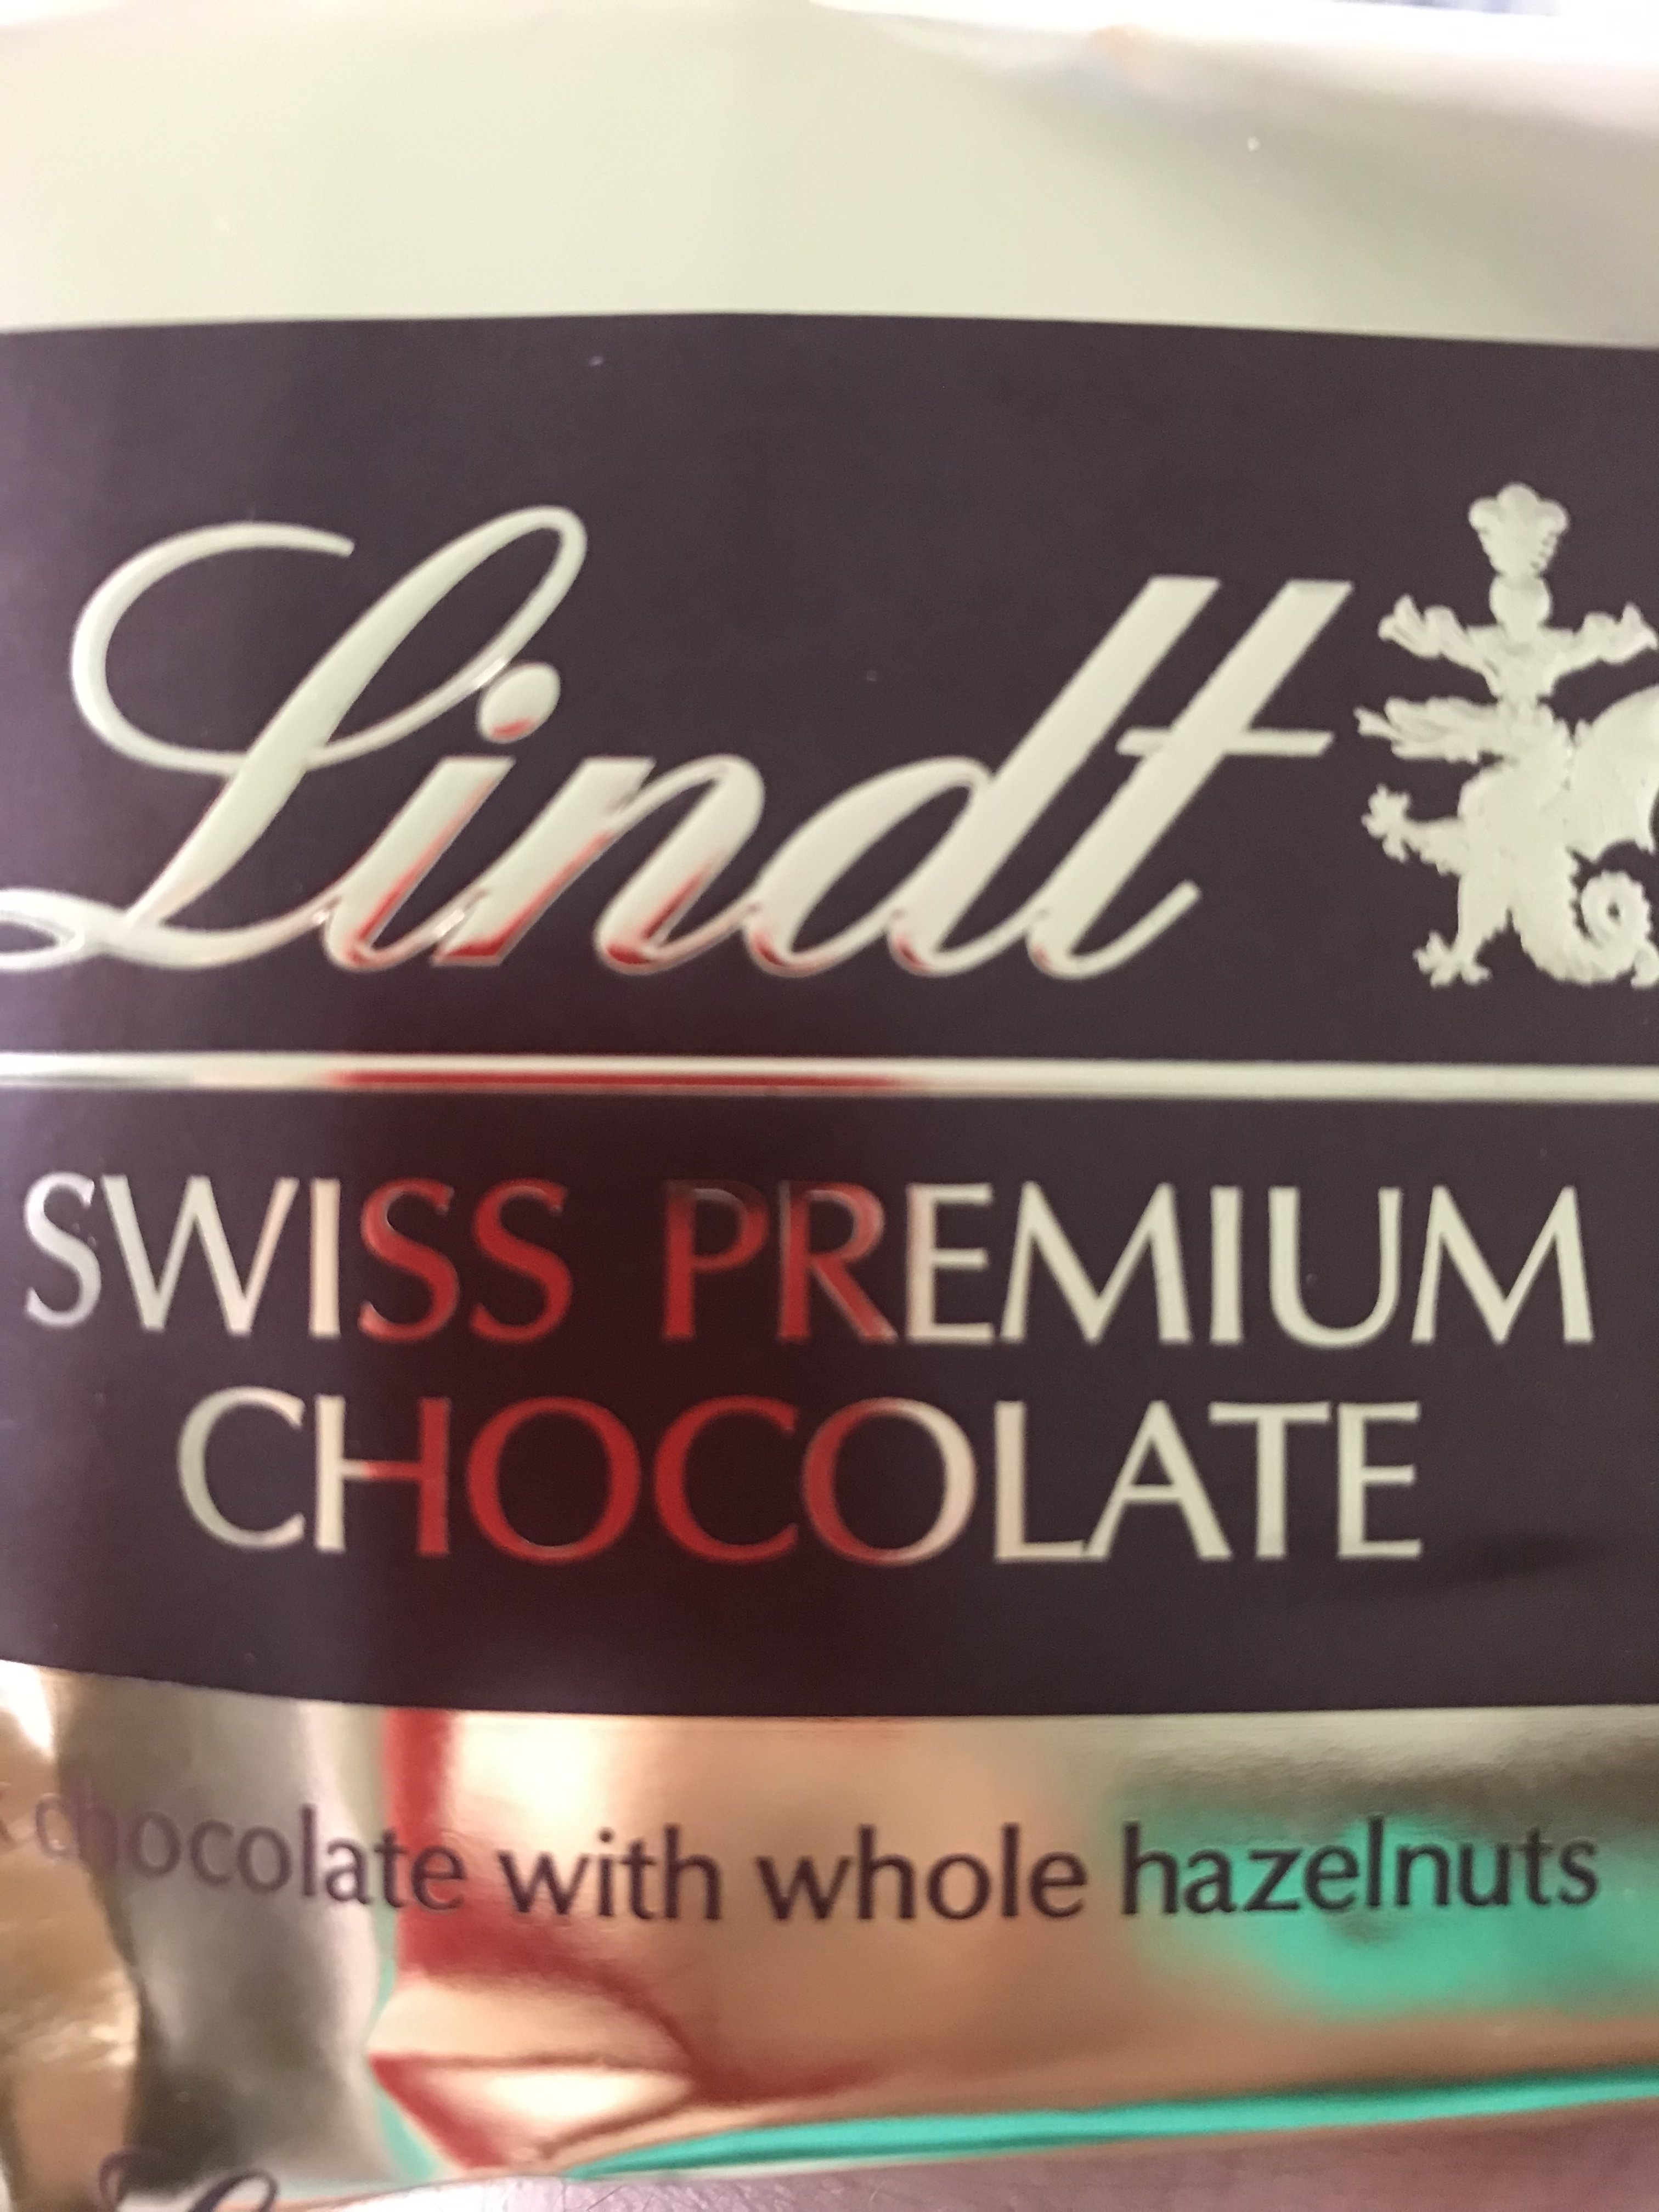 Lindt
SWISS PREMIUM
CHOCOLATE
chocolate with whole hazelnuts